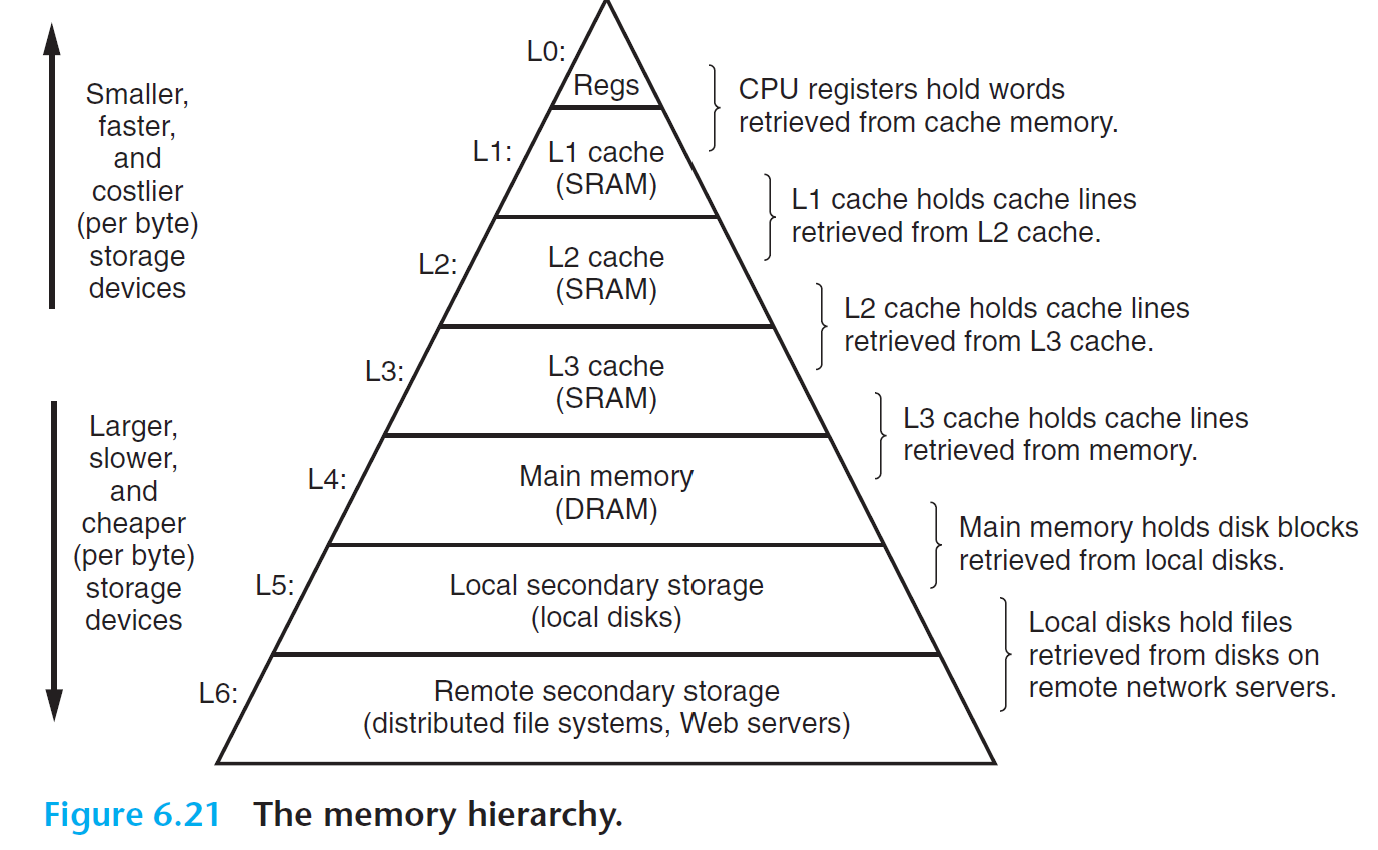 Smaller,
faster,
and
costlier
(per byte)
storage
devices
Larger,
slower,
and
cheaper
(per byte)
storage
devices
L0:
Regs
CPU registers hold words
retrieved from cache memory.
L1:
L1 cache
(SRAM)
L1 cache holds cache lines
retrieved from L2 cache.
L2:
L2 cache
(SRAM)
L2 cache holds cache lines
retrieved from L3 cache.
L3:
L3 cache
(SRAM)
L3 cache holds cache lines
retrieved from memory.
L4:
Main memory
(DRAM)
Main memory holds disk blocks
retrieved from local disks.
L5:
Local secondary storage
(local disks)
Local disks hold files
retrieved from disks on
remote network servers.
L6:
Remote secondary storage
(distributed file systems, Web servers)
Figure 6.21 The memory hierarchy.